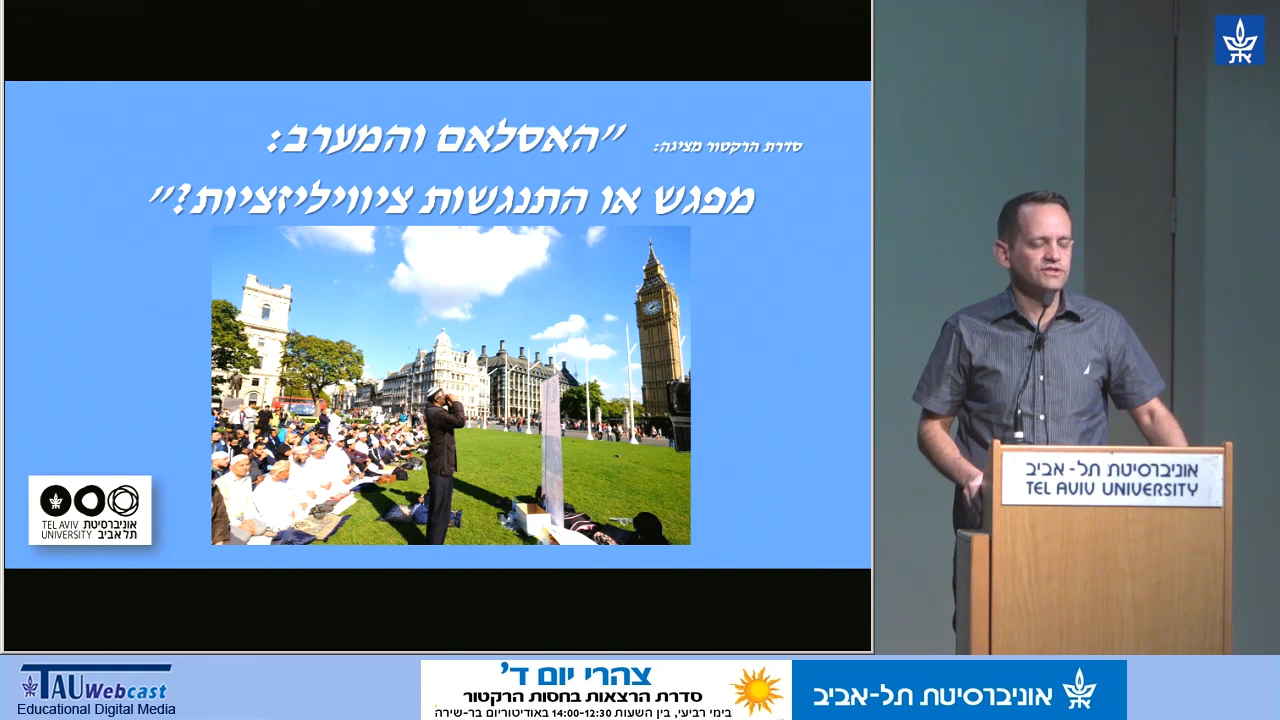 סדרת הרקטור מציגה: "האסלאם והמערב:
מפגש או התנגשות ציוויליזציות?"
TEL AVIV אוניברסיטת
UNIVERSITY תל אביב
אוניברסיטת תל-אביב
TEL AVIV UNIVERSITY
TAU Webcast
Educational Digital Media
צהרי יום ד'
סדרת הרצאות בחסות הרקטור
בימי רביעי, בין השעות 14:00-12:30 באודיטוריום בר-שירה
אוניברסיטת תל-אביב